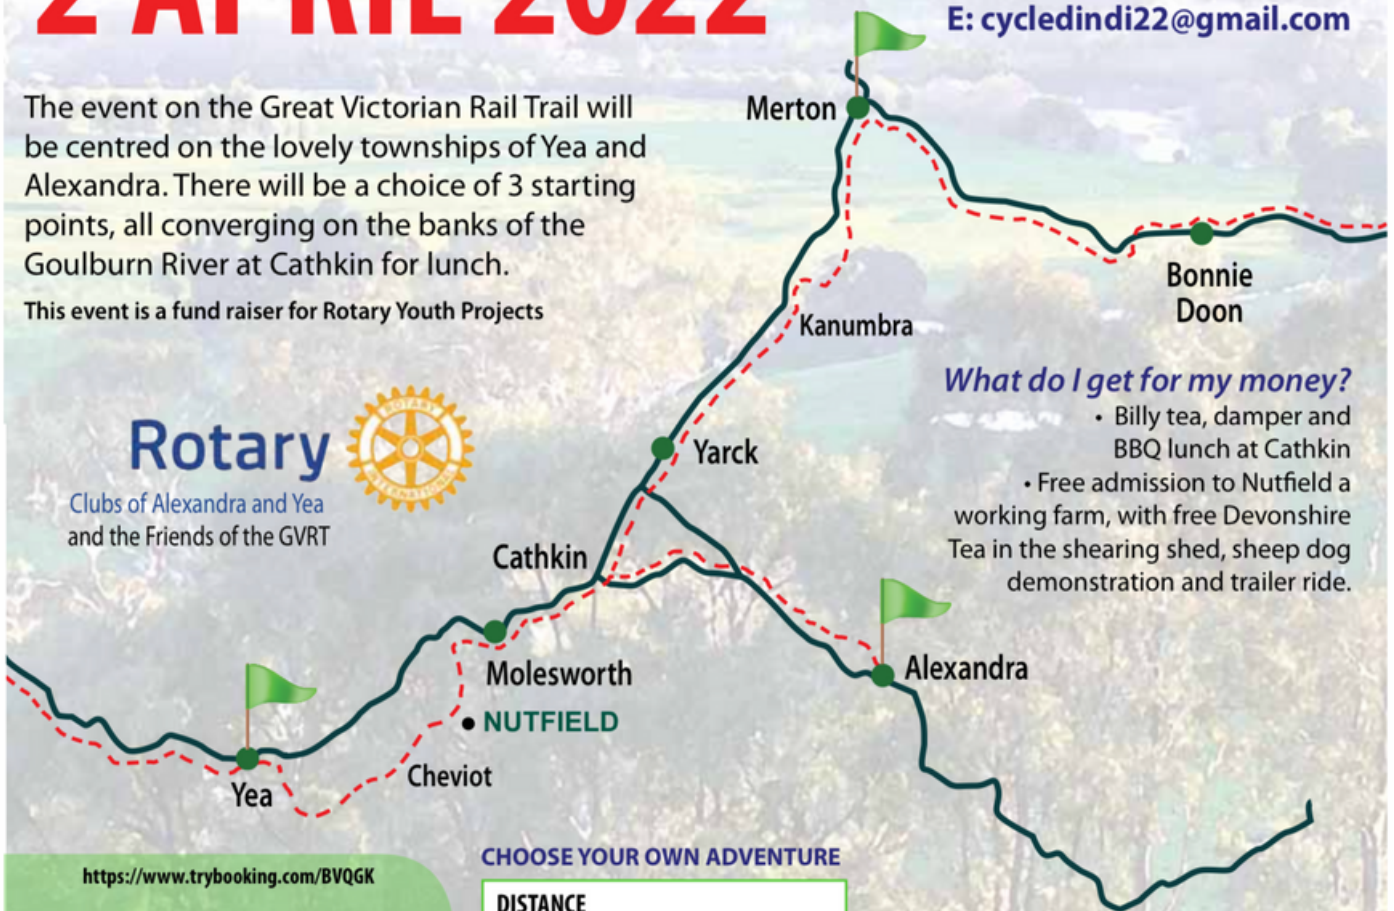 2 APRIL 2022
E: cycledindi22@gmail.com
The event on the Great Victorian Rail Trail will
be centred on the lovely townships of Yea and
Alexandra. There will be a choice of 3 starting
points, all converging on the banks of the
Goulburn River at Cathkin for lunch.
This event is a fund raiser for Rotary Youth Projects
Merton
Bonnie
Doon
Kanumbra
What do I get for my money?
• Billy tea, damper and
BBQ lunch at Cathkin
• Free admission to Nutfield a
working farm, with free Devonshire
Tea in the shearing shed, sheep dog
demonstration and trailer ride.
Rotary
ROTARY
INTERNATIONAL
Clubs of Alexandra and Yea
and the Friends of the GVRT
Yarck
Cathkin
Molesworth
Alexandra
• NUTFIELD
Cheviot
Yea
https://www.trybooking.com/BVQGK
CHOOSE YOUR OWN ADVENTURE
DISTANCE